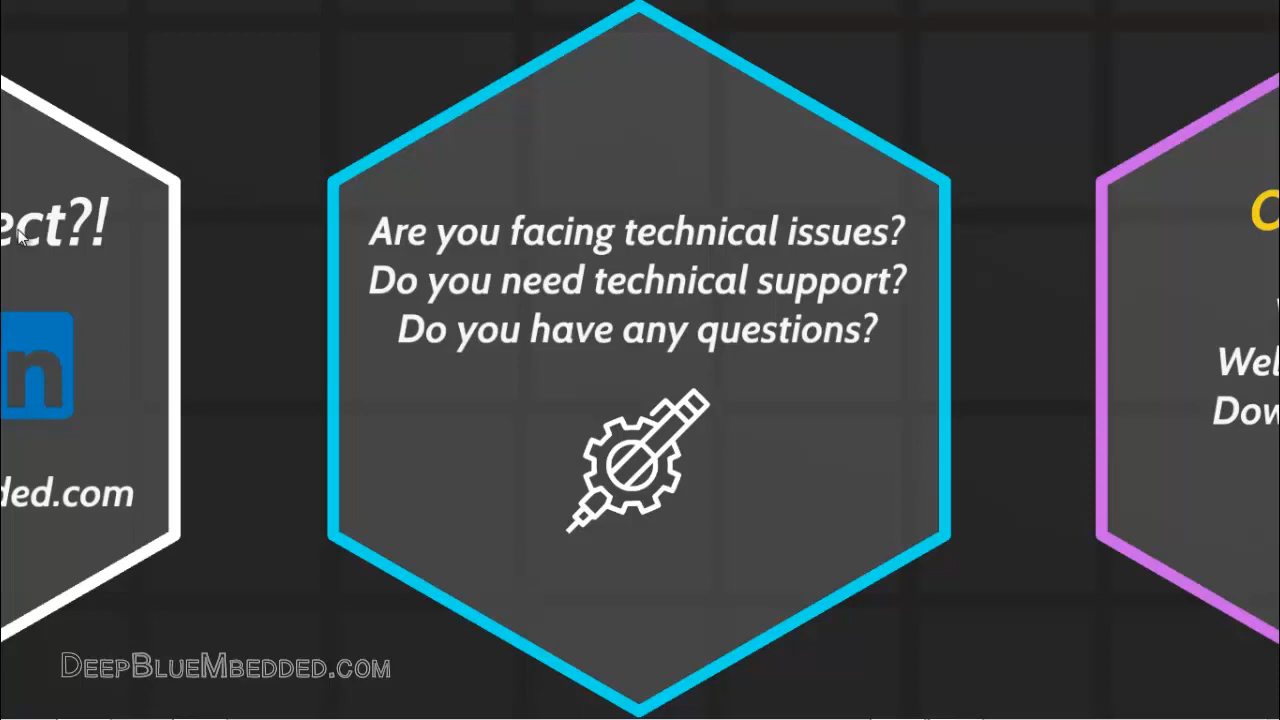 Are you facing technical issues?
Do you need technical support?
Do you have any questions?
ect?!
n
ded.com
Wel
Dow
DeepBlueMbedded.com